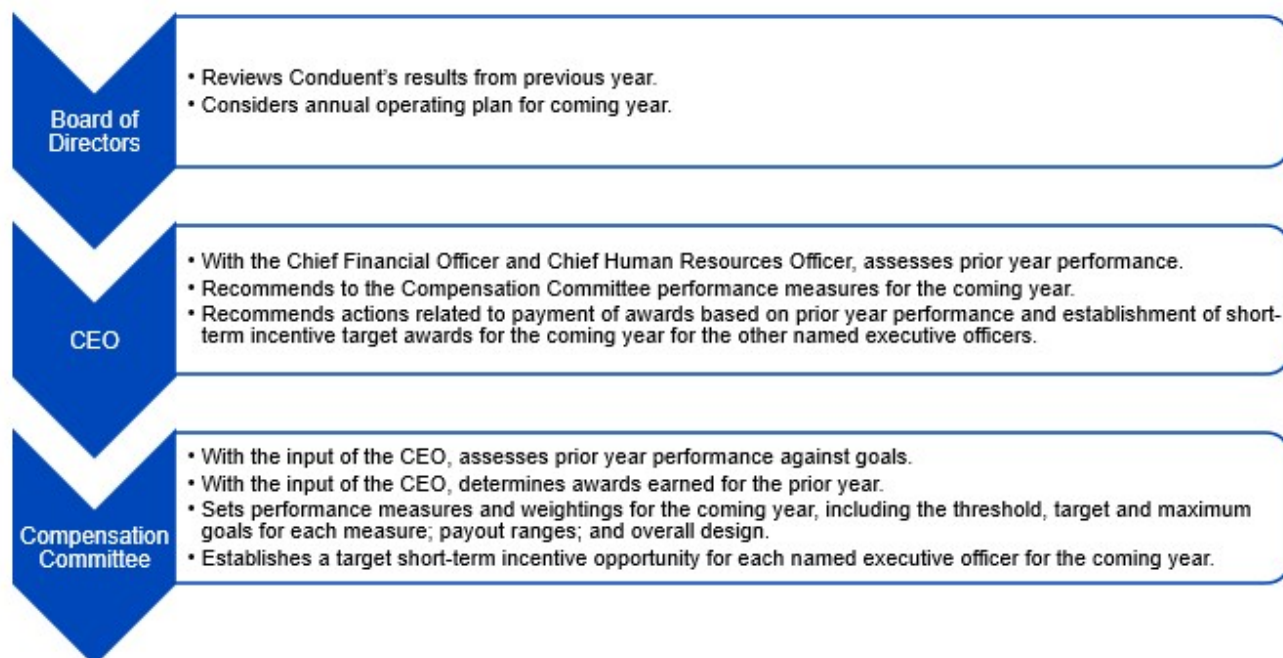 Board of
Directors
• Reviews Conduent's results from previous year.
• Considers annual operating plan for coming year.
CEO
• With the Chief Financial Officer and Chief Human Resources Officer, assesses prior year performance.
• Recommends to the Compensation Committee performance measures for the coming year.
• Recommends actions related to payment of awards based on prior year performance and establishment of short-
term incentive target awards for the coming year for the other named executive officers.
Compensation
Committee
• With the input of the CEO, assesses prior year performance against goals.
• With the input of the CEO, determines awards earned for the prior year.
• Sets performance measures and weightings for the coming year, including the threshold, target and maximum
goals for each measure; payout ranges; and overall design.
• Establishes a target short-term incentive opportunity for each named executive officer for the coming year.